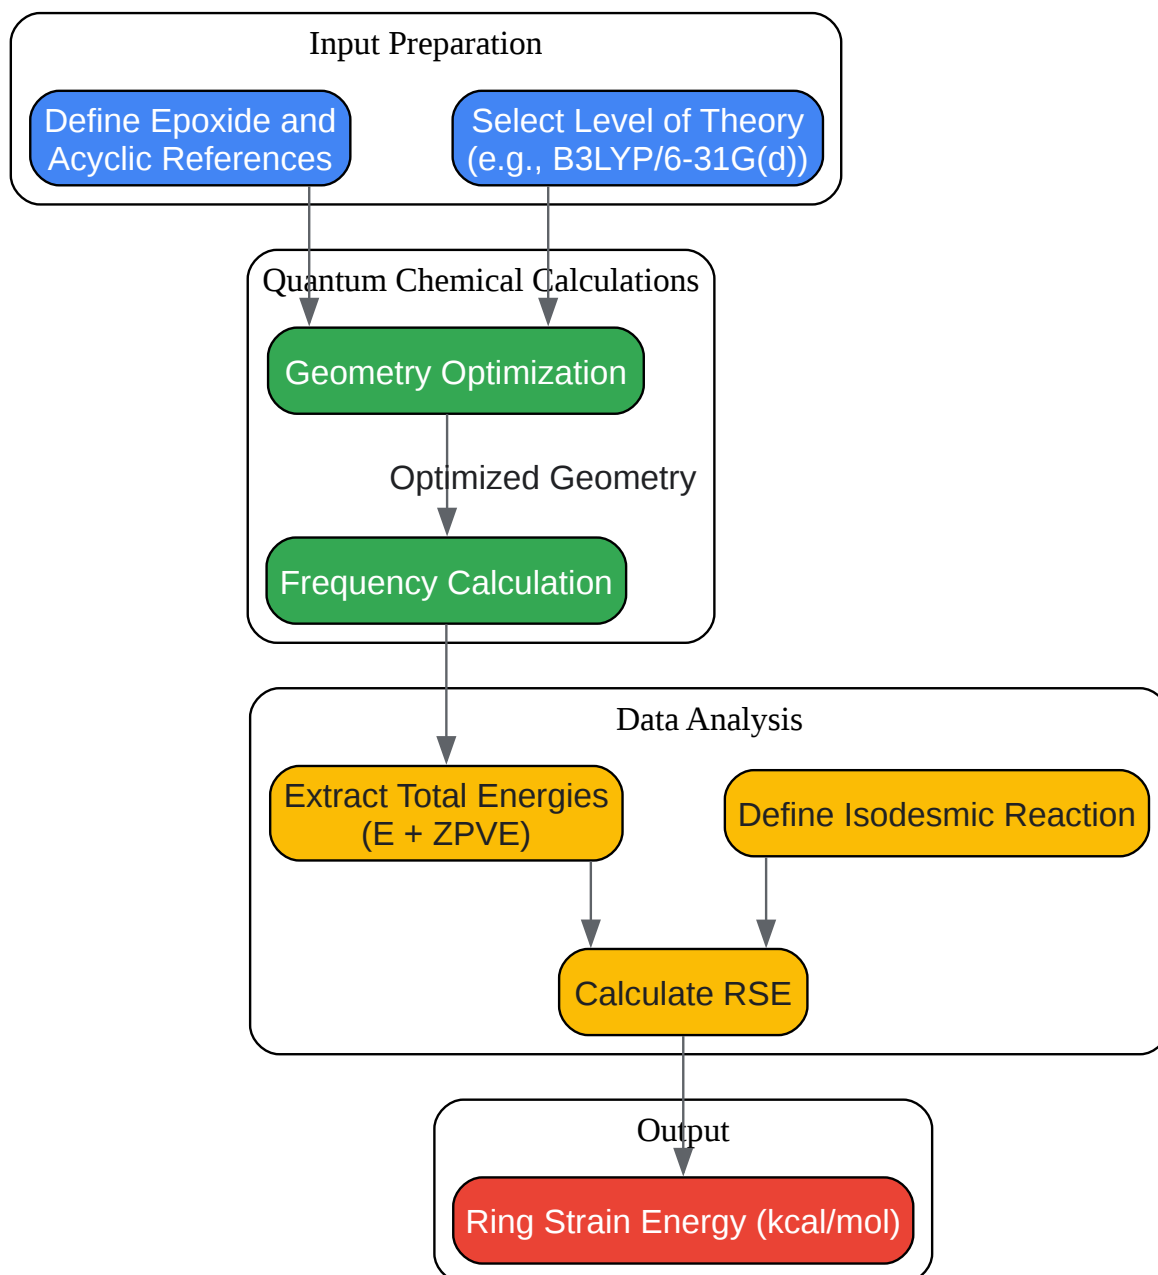 Input Preparation
Define Epoxide and
Acyclic References
Select Level of Theory
(e.g., B3LYP/6-31G(d))
Quantum Chemical Calculations
Geometry Optimization
Optimized Geometry
Frequency Calculation
Data Analysis
Extract Total Energies
(E + ZPVE)
Define Isodesmic Reaction
Calculate RSE
Output
Ring Strain Energy (kcal/mol)